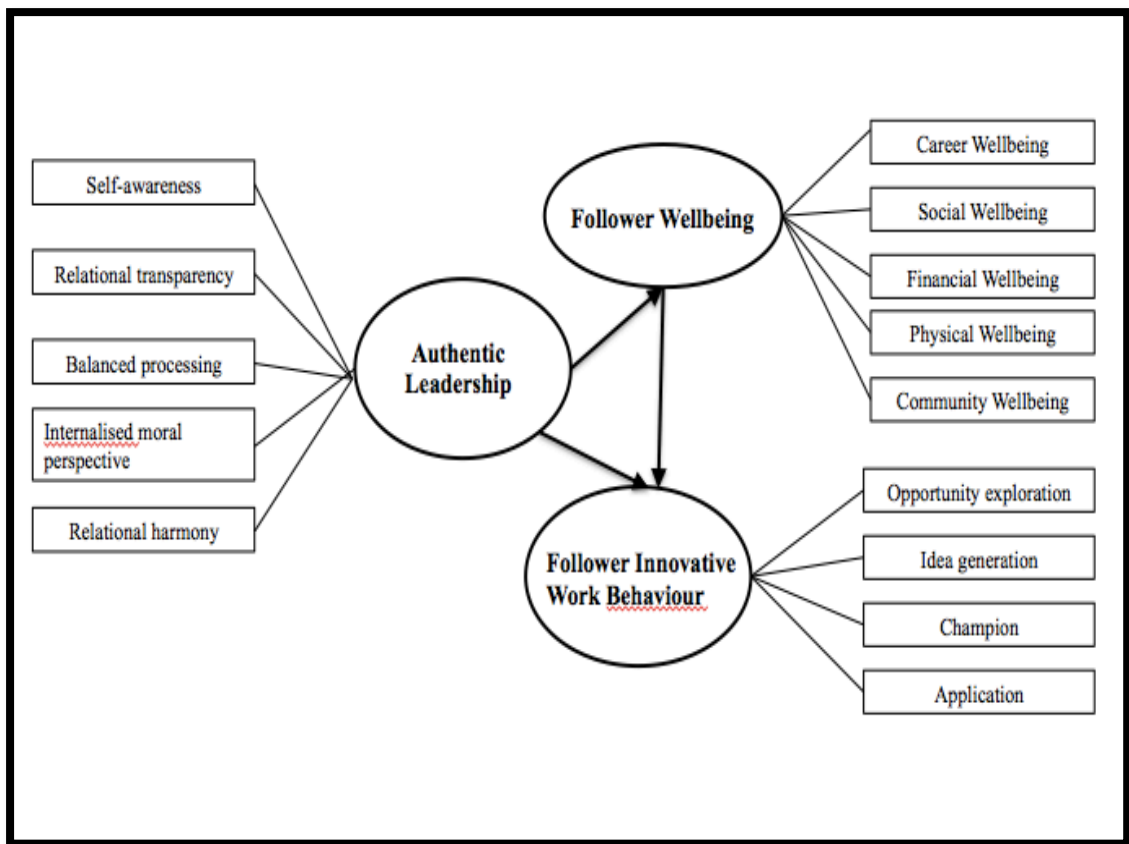 Self-awareness
Relational transparency
Balanced processing
Internalised moral
perspective
Relational harmony
Authentic
Leadership
Follower Wellbeing
Follower Innovative
Work Behaviour
Career Wellbeing
Social Wellbeing
Financial Wellbeing
Physical Wellbeing
Community Wellbeing
Opportunity exploration
Idea generation
Champion
Application